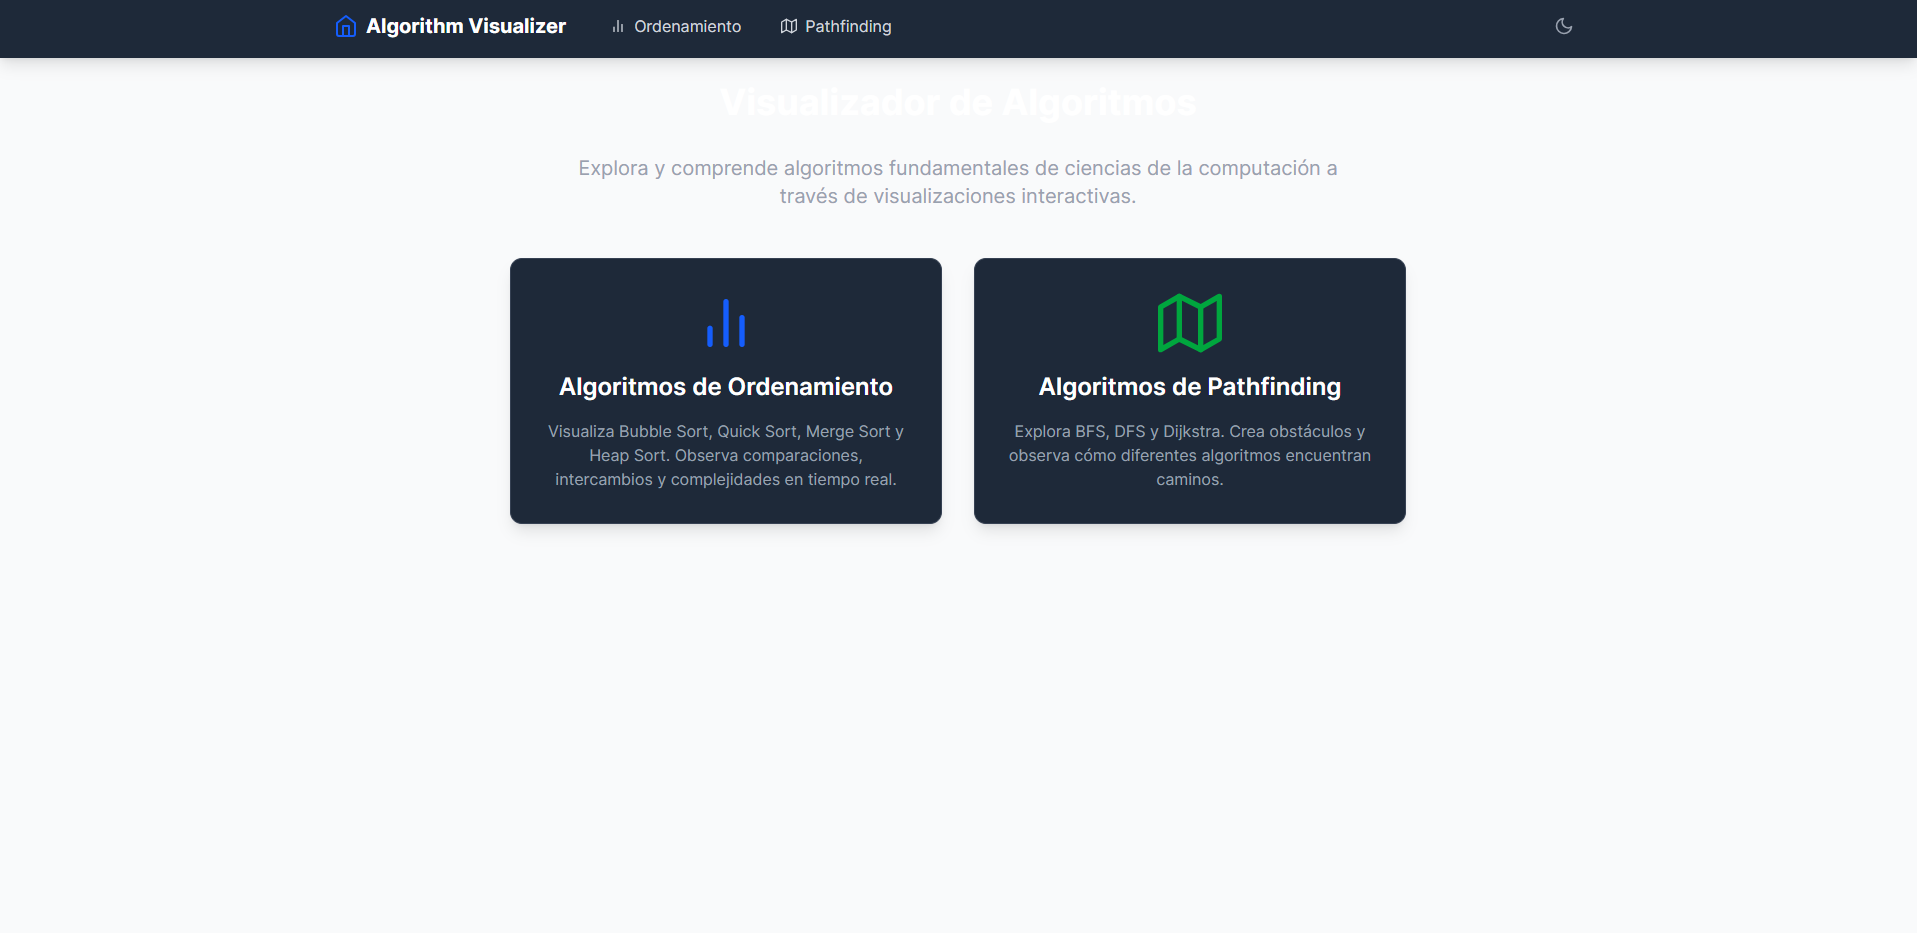 Algorithm Visualizer
Ordenamiento
Pathfinding
Visualizador de Algoritmos
Explora y comprende algoritmos fundamentales de ciencias de la computación a
través de visualizaciones interactivas.
Algoritmos de Ordenamiento
Visualiza Bubble Sort, Quick Sort, Merge Sort y
Heap Sort. Observa comparaciones,
intercambios y complejidades en tiempo real.
Algoritmos de Pathfinding
Explora BFS, DFS y Dijkstra. Crea obstáculos y
observa cómo diferentes algoritmos encuentran
caminos.